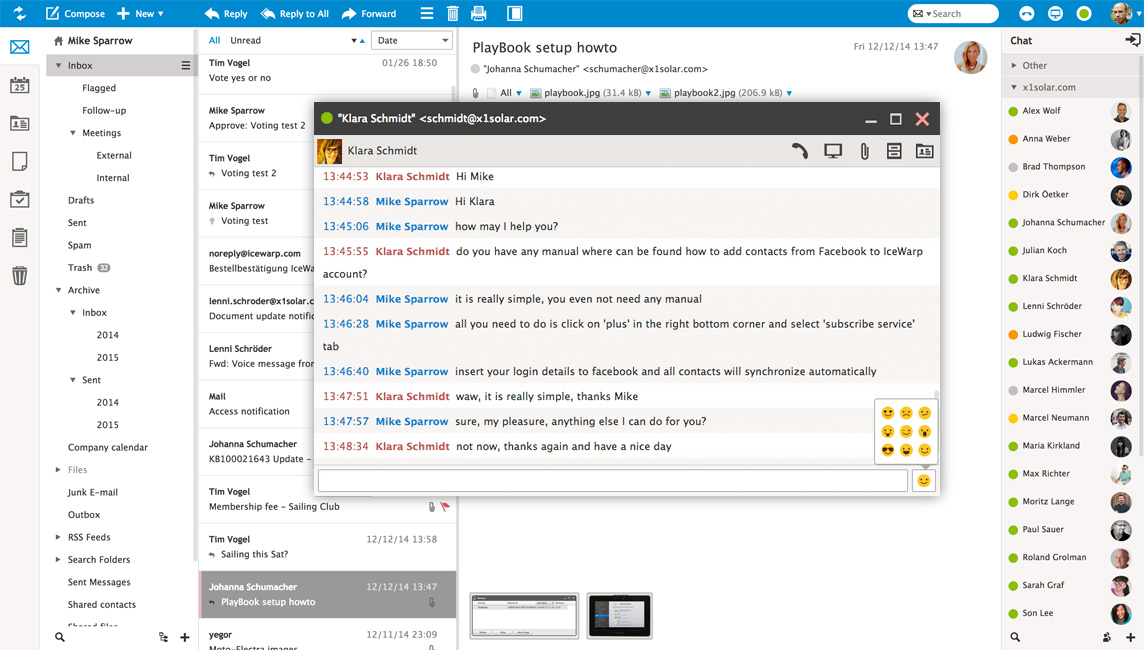 Compose
New
Reply
Reply to All
Forward
Search
Mike Sparrow
25
Inbox
Flagged
Follow-up
Meetings
External
Internal
Drafts
Sent
Spam
Trash 32
Archive
Inbox
2014
2015
Sent
2014
2015
Company calendar
Files
Junk E-mail
Outbox
RSS Feeds
Search Folders
Sent Messages
Shared contacts
Shared files
All Unread
Date
Tim Vogel 01/26 18:50
Vote yes or no
Mike Sparrow
Approve: Voting test 2
Tim Vogel
Voting test 2
Mike Sparrow
Voting test
noreply@icewarp.com
Bestellbestätigung IceWa
lenni.schroder@x1solar.c
Document update notific
Lenni Schröder
Fwd: Voice message fron
Mail
Access notification
Johanna Schumacher
KB100021643 Update –
Tim Vogel
Membership fee – Sailing Club
Tim Vogel 12/12/14 13:58
Sailing this Sat?
Johanna Schumacher 12/12/14 13:47
PlayBook setup howto
yegor 12/11/14 23:09
Moto-Electra images
PlayBook setup howto
Fri 12/12/14 13:47
"Johanna Schumacher" <schumacher@x1solar.com>
All playbook.jpg (31.4 kB) playbook2.jpg (206.9 kB)
"Klara Schmidt" <schmidt@x1solar.com>
Klara Schmidt
13:44:53 Klara Schmidt Hi Mike
13:44:58 Mike Sparrow Hi Klara
13:45:06 Mike Sparrow how may I help you?
13:45:55 Klara Schmidt do you have any manual where can be found how to add contacts from Facebook to IceWarp
account?
13:46:04 Mike Sparrow it is really simple, you even not need any manual
13:46:28 Mike Sparrow all you need to do is click on 'plus' in the right bottom corner and select 'subscribe service'
tab
13:46:40 Mike Sparrow insert your login details to facebook and all contacts will synchronize automatically
13:47:51 Klara Schmidt waw, it is really simple, thanks Mike
13:47:57 Mike Sparrow sure, my pleasure, anything else I can do for you?
13:48:34 Klara Schmidt not now, thanks again and have a nice day
Chat
Other
x1solar.com
Alex Wolf
Anna Weber
Brad Thompson
Dirk Öetker
Johanna Schumacher
Julian Koch
Klara Schmidt
Lenni Schröder
Ludwig Fischer
Lukas Ackermann
Marcel Himmler
Marcel Neumann
Maria Kirkland
Max Richter
Moritz Lange
Paul Sauer
Roland Grolman
Sarah Graf
Son Lee